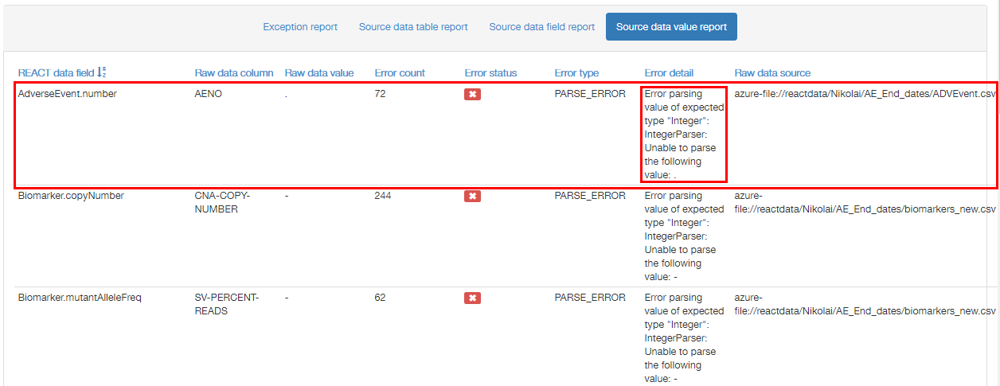 Exception report Source data table report Source data field report Source data value report
REACT data field Raw data column Raw data value Error count Error status Error type Error detail Raw data source
AdverseEvent.number AENO . 72 PARSE_ERROR Error parsing azure-file://reactdata/Nikolai/AE_End_dates/ADVEvent.csv
value of expected
type "Integer":
IntegerParser:
Unable to parse
the following
value: .
Biomarker.copyNumber CNA-COPY- - 244 PARSE_ERROR Error parsing azure-
NUMBER value of expected file://reactdata/Nikolai/AE_End_dates/biomarkers_new.csv
type "Integer":
IntegerParser:
Unable to parse
the following
value: -
Biomarker.mutantAlleleFreq SV-PERCENT- - 62 PARSE_ERROR Error parsing azure-
READS value of expected file://reactdata/Nikolai/AE_End_dates/biomarkers_new.csv
type "Integer":
IntegerParser:
Unable to parse
the following
value: -